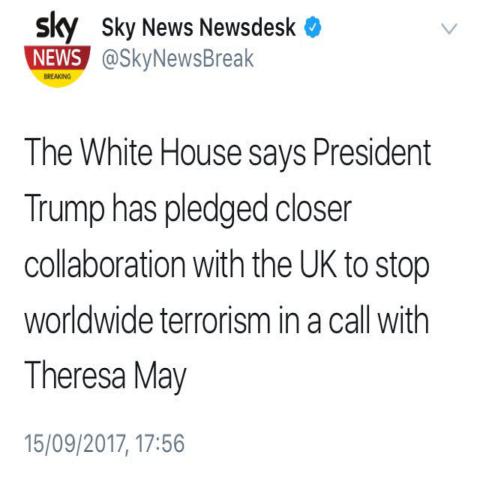 sky
NEWS
BREAKING
Sky News Newsdesk
@SkyNewsBreak
The White House says President
Trump has pledged closer
collaboration with the UK to stop
worldwide terrorism in a call with
Theresa May
15/09/2017, 17:56